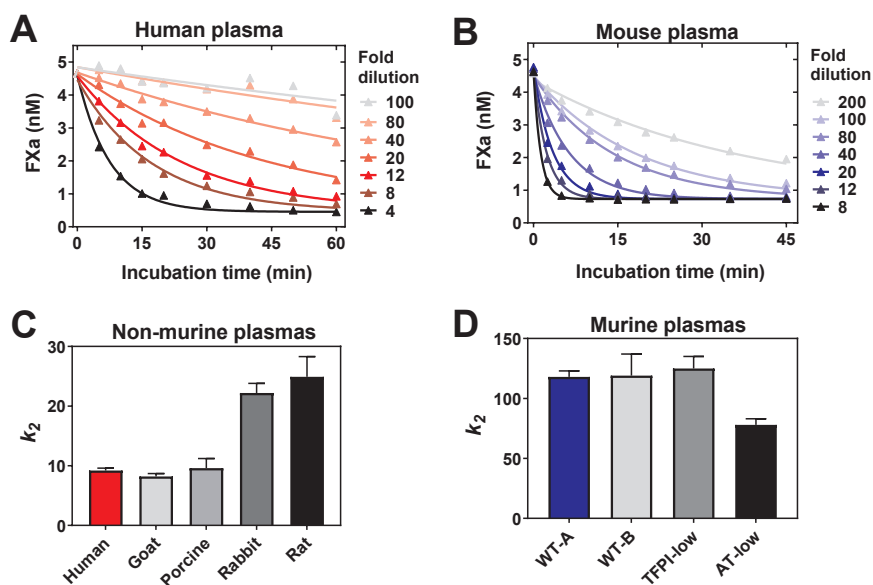 A
Human plasma
FXa (nM)
5
4
3
2
1
0
0
15
30
45
60
Incubation time (min)
Fold
dilution
100
80
40
20
12
8
4
B
Mouse plasma
FXa (nM)
5
4
3
2
1
0
0
15
30
45
Incubation time (min)
Fold
dilution
200
100
80
40
20
12
8
C
Non-murine plasmas
k2
30
20
10
0
Human
Goat
Porcine
Rabbit
Rat
D
Murine plasmas
k2
150
100
50
0
WT-A
WT-B
TFPI-low
AT-low